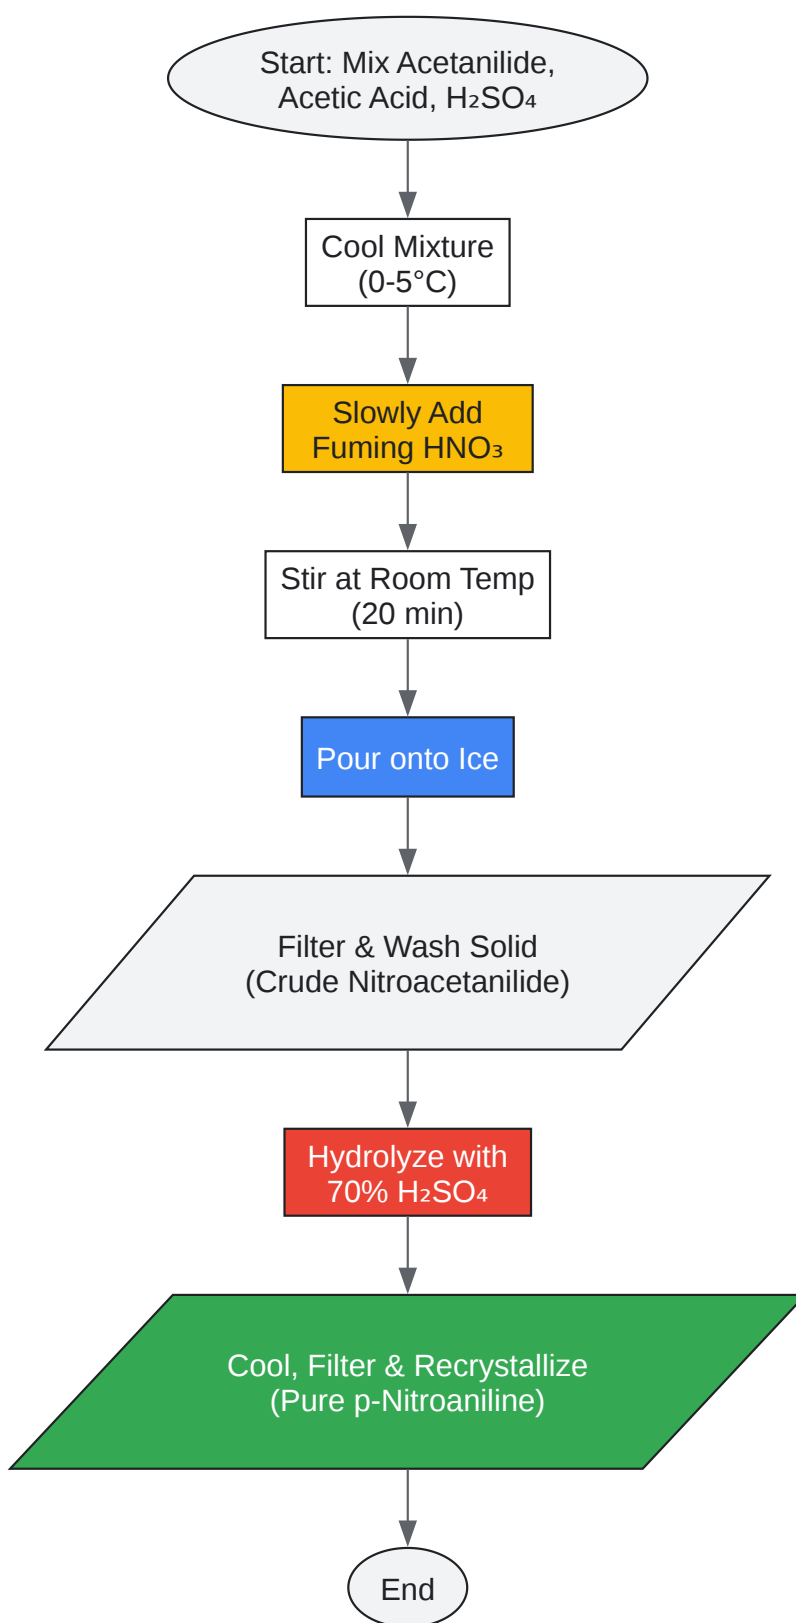 Start: Mix Acetanilide,
Acetic Acid, H₂SO₄
Cool Mixture
(0-5°C)
Slowly Add
Fuming HNO₃
Stir at Room Temp
(20 min)
Pour onto Ice
Filter & Wash Solid
(Crude Nitroacetanilide)
Hydrolyze with
70% H₂SO₄
Cool, Filter & Recrystallize
(Pure p-Nitroaniline)
End